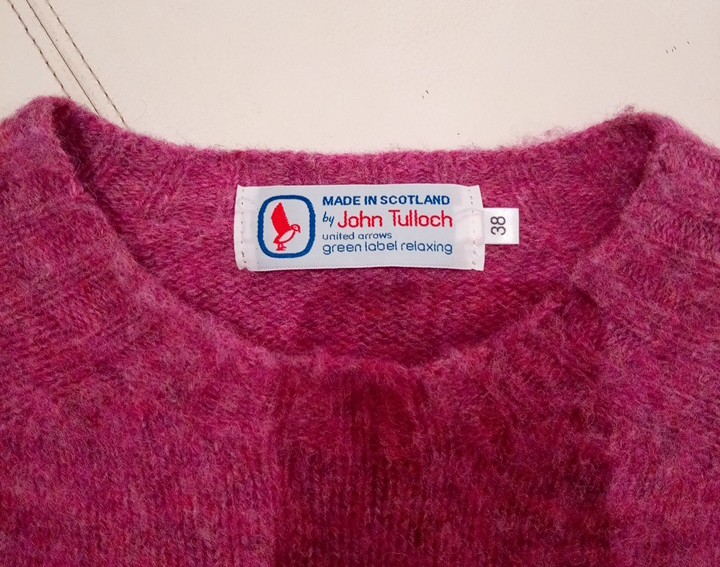 MADE IN SCOTLAND
by John Tulloch
united arrows
green label relaxing
38